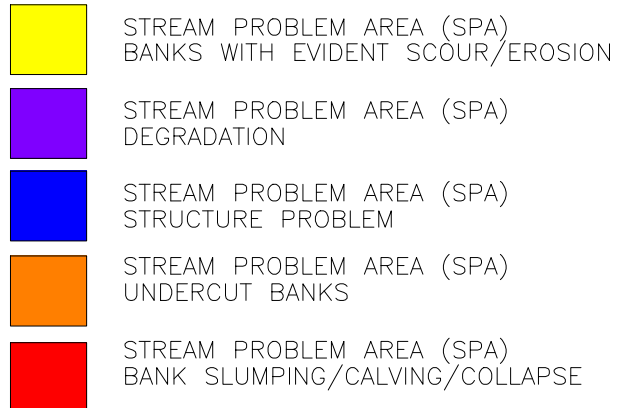 STREAM PROBLEM AREA (SPA)
BANKS WITH EVIDENT SCOUR/EROSION
STREAM PROBLEM AREA (SPA)
DEGRADATION
STREAM PROBLEM AREA (SPA)
STRUCTURE PROBLEM
STREAM PROBLEM AREA (SPA)
UNDERCUT BANKS
STREAM PROBLEM AREA (SPA)
BANK SLUMPING/CALVING/COLLAPSE